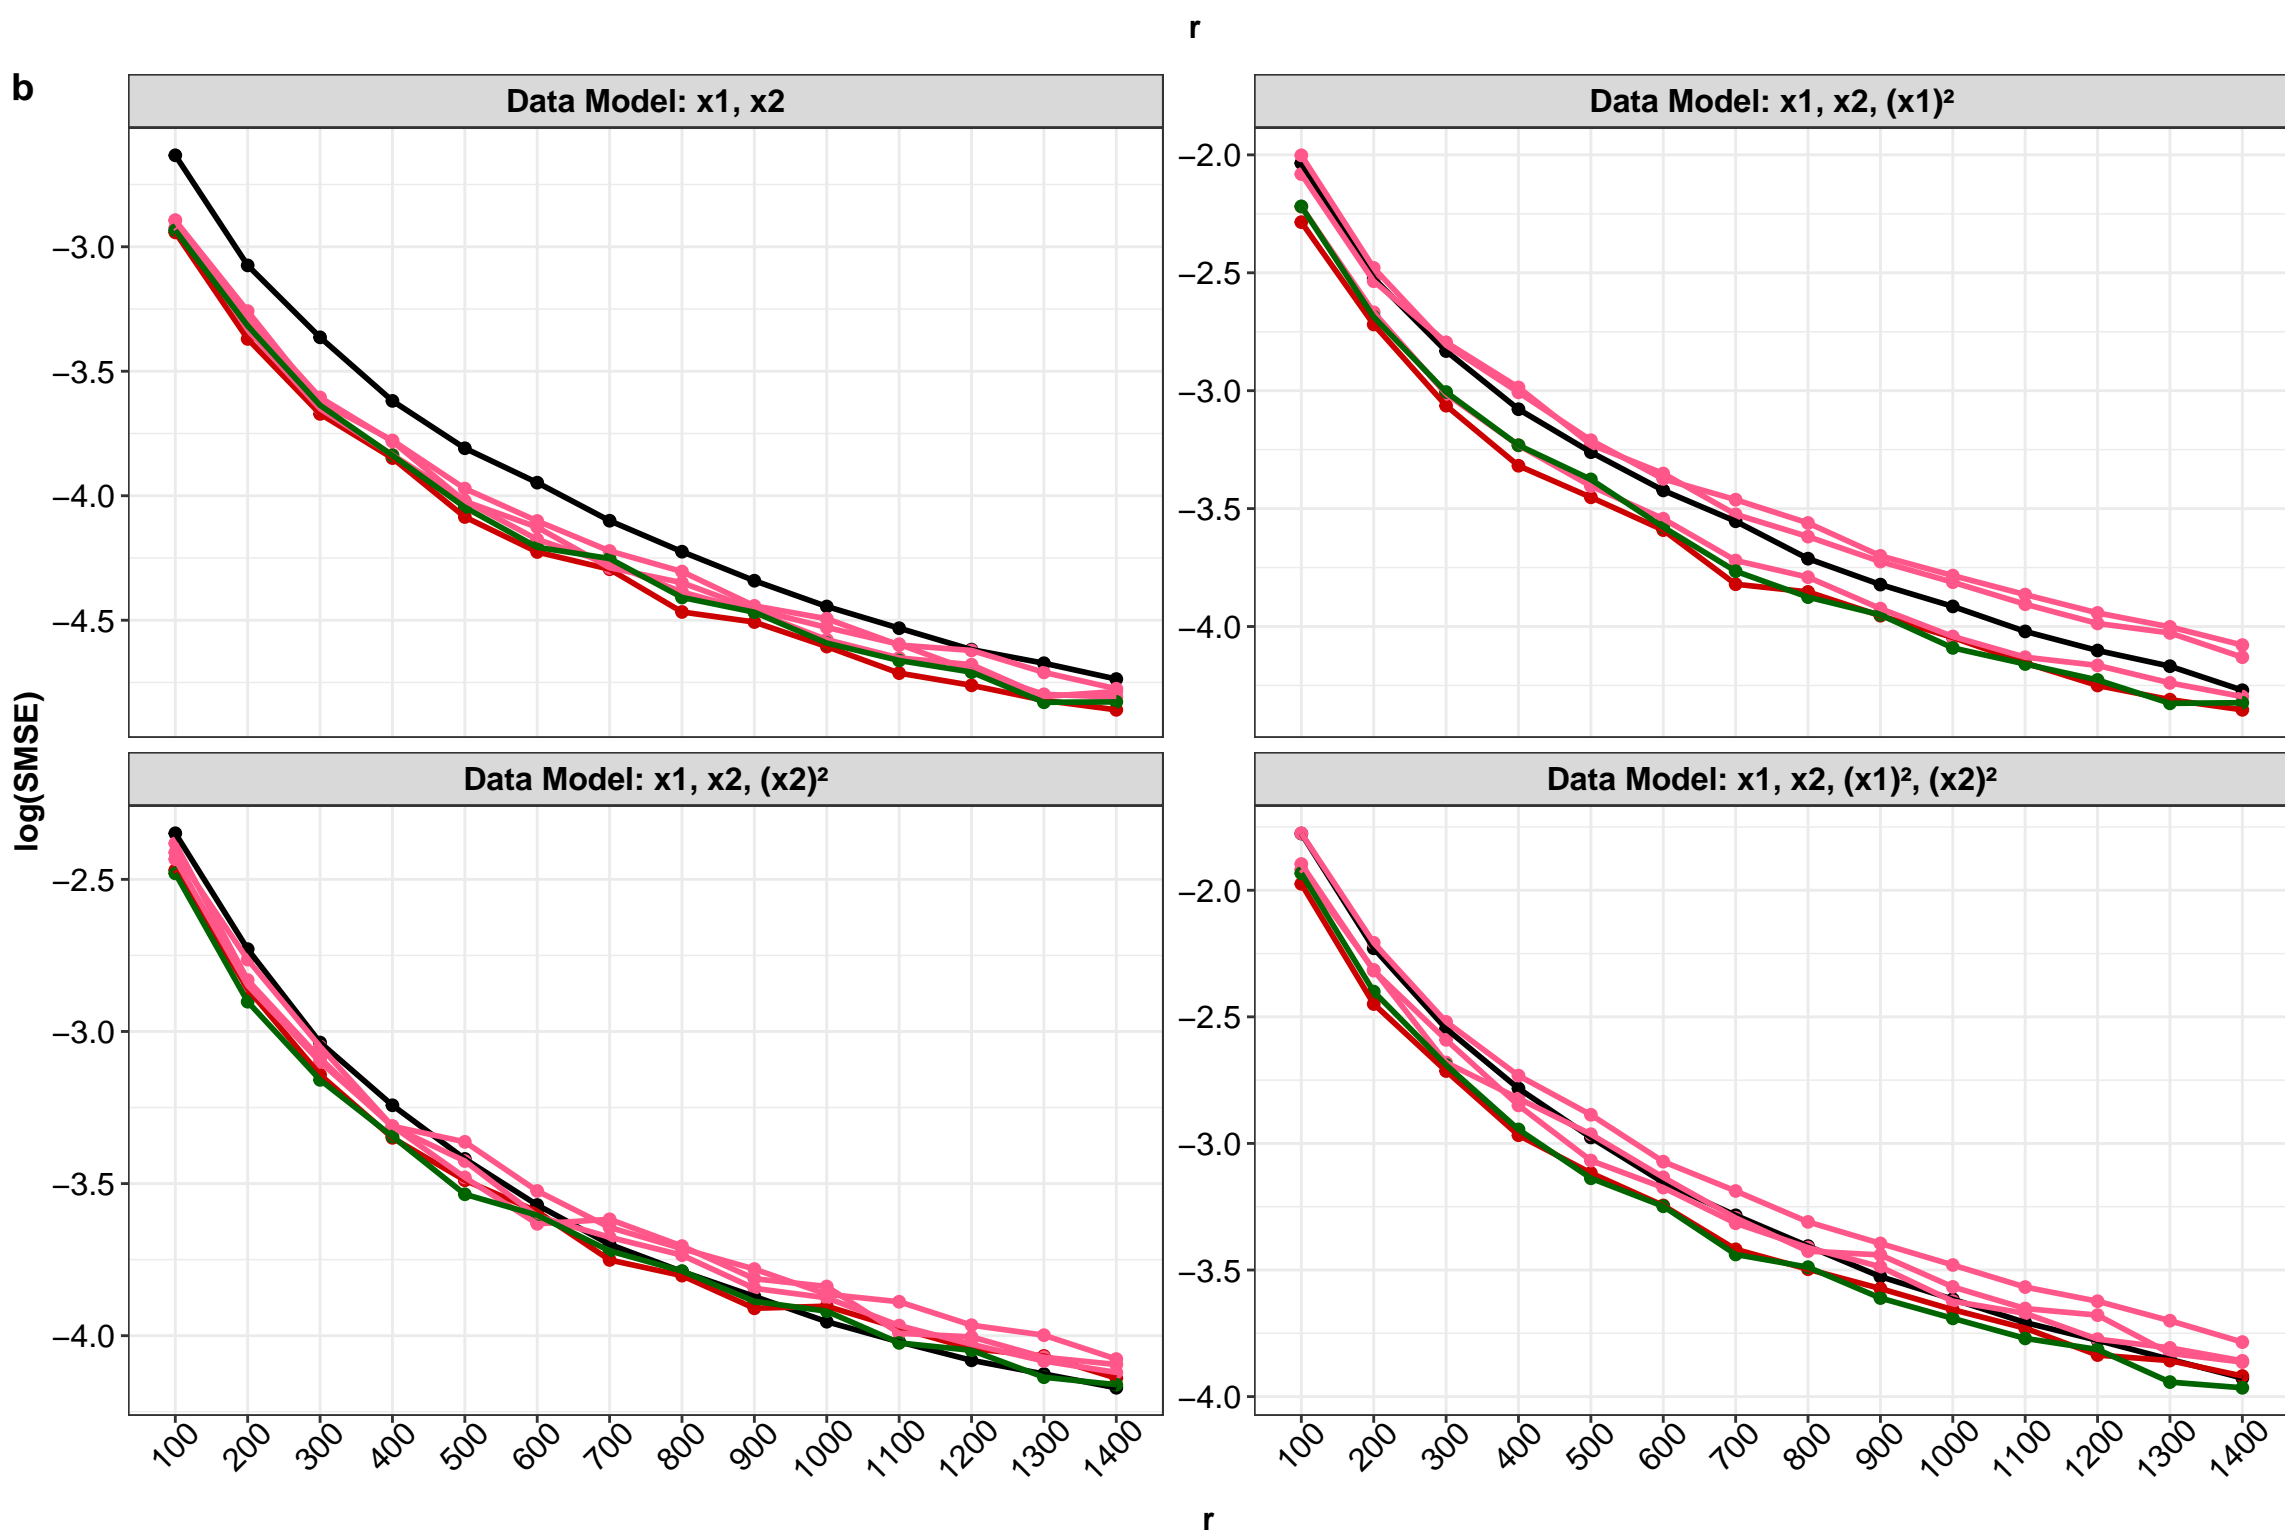 r
b
Data Model: x1, x2
Data Model: x1, x2, (x1)²
−3.0
−3.5
−4.0
−4.5
−2.0
−2.5
−3.0
−3.5
−4.0
log(SMSE)
Data Model: x1, x2, (x2)²
Data Model: x1, x2, (x1)², (x2)²
−2.5
−3.0
−3.5
−4.0
−2.0
−2.5
−3.0
−3.5
−4.0
100 200 300 400 500 600 700 800 900 1000 1100 1200 1300 1400
100 200 300 400 500 600 700 800 900 1000 1100 1200 1300 1400
r